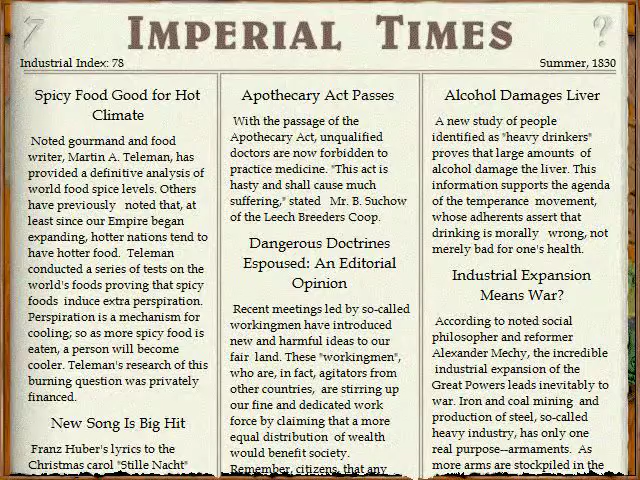 Imperial Times
Industrial Index: 78
Summer, 1830
Spicy Food Good for Hot
Climate
Noted gourmand and food
writer, Martin A. Teleman, has
provided a definitive analysis of
world food spice levels. Others
have previously noted that, at
least since our Empire began
expanding, hotter nations tend to
have hotter food. Teleman
conducted a series of tests on the
world's foods proving that spicy
foods induce extra perspiration.
Perspiration is a mechanism for
cooling; so as more spicy food is
eaten, a person will become
cooler. Teleman's research of this
burning question was privately
financed.
New Song Is Big Hit
Franz Huber's lyrics to the
Christmas carol "Stille Nacht"
Apothecary Act Passes
With the passage of the
Apothecary Act, unqualified
doctors are now forbidden to
practice medicine. "This act is
hasty and shall cause much
suffering," stated Mr. B. Suchow
of the Leech Breeders Coop.
Dangerous Doctrines
Espoused: An Editorial
Opinion
Recent meetings led by so-called
workingmen have introduced
new and harmful ideas to our
fair land. These "workingmen",
who are, in fact, agitators from
other countries, are stirring up
our fine and dedicated work
force by claiming that a more
equal distribution of wealth
would benefit society.
Remember, citizens, that any
Alcohol Damages Liver
A new study of people
identified as "heavy drinkers"
proves that large amounts of
alcohol damage the liver. This
information supports the agenda
of the temperance movement,
whose adherents assert that
drinking is morally wrong, not
merely bad for one's health.
Industrial Expansion
Means War?
According to noted social
philosopher and reformer
Alexander Mechy, the incredible
industrial expansion of the
Great Powers leads inevitably to
war. Iron and coal mining and
production of steel, so-called
heavy industry, has only one
real purpose--armaments. As
more arms are stockpiled in the